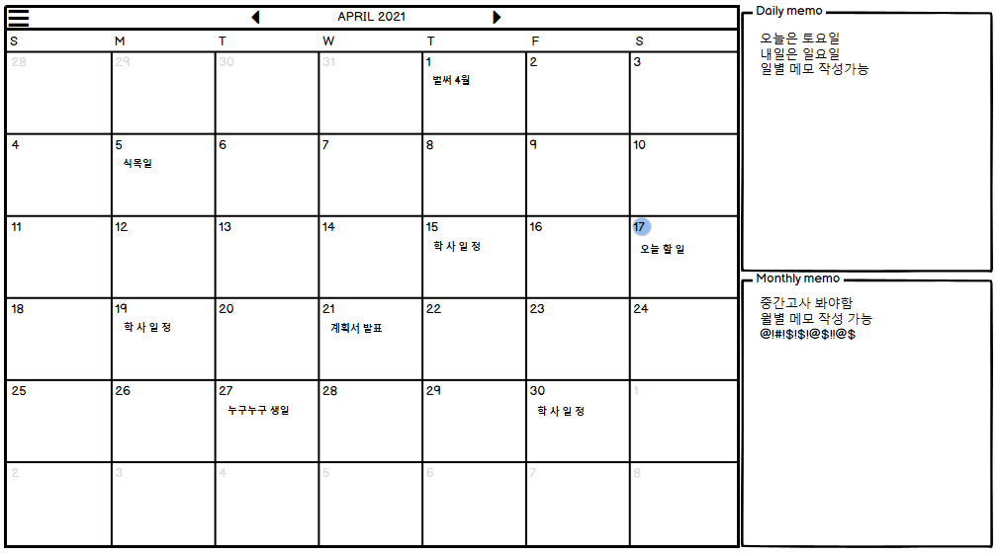 APRIL 2021
S M T W T F S
28 29 30 31 1 2 3
벌써 4월
4 5 6 7 8 9 10
식목일
11 12 13 14 15 16 17
학 사 일 정 오늘 할 일
18 19 20 21 22 23 24
학 사 일 정 계획서 발표
25 26 27 28 29 30 1
누구누구 생일 학 사 일 정
2 3 4 5 6 7 8
Daily memo
오늘은 토요일
내일은 일요일
일별 메모 작성가능
Monthly memo
중간고사 봐야함
월별 메모 작성 가능
@!#!$!$!@$!!@$